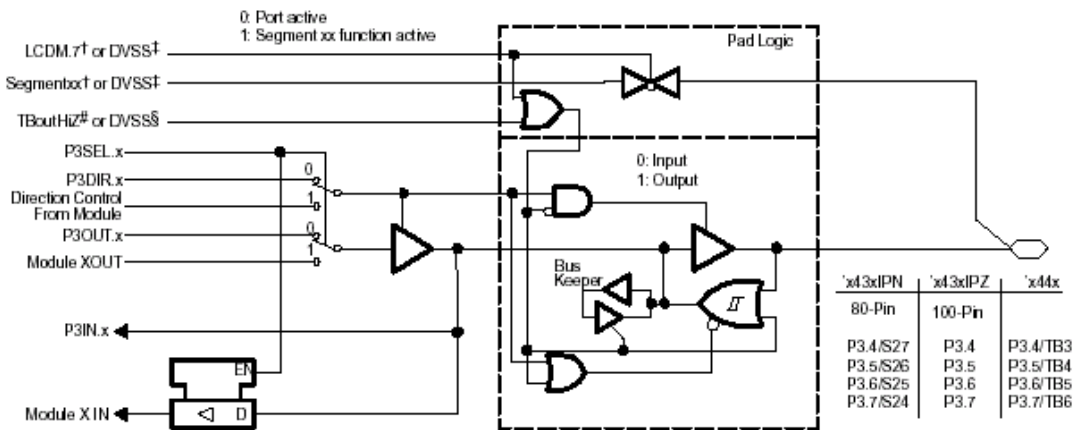 0: Port active
1: Segment xx function active
Pad Logic
LCDM.7† or DVSS‡
Segmentxx† or DVSS‡
TBoutHiZ# or DVSS§
P3SEL.x
0
P3DIR.x
0: Input
1: Output
Direction Control
From Module
1
P3OUT.x
0
1
Module XOUT
Bus
Keeper
'x43xIPN 'x43xIPZ 'x44x
80-Pin 100-Pin
P3IN.x
P3.4/S27 P3.4 P3.4/TB3
P3.5/S26 P3.5 P3.5/TB4
P3.6/S25 P3.6 P3.6/TB5
P3.7/S24 P3.7 P3.7/TB6
EN
Module X IN
D